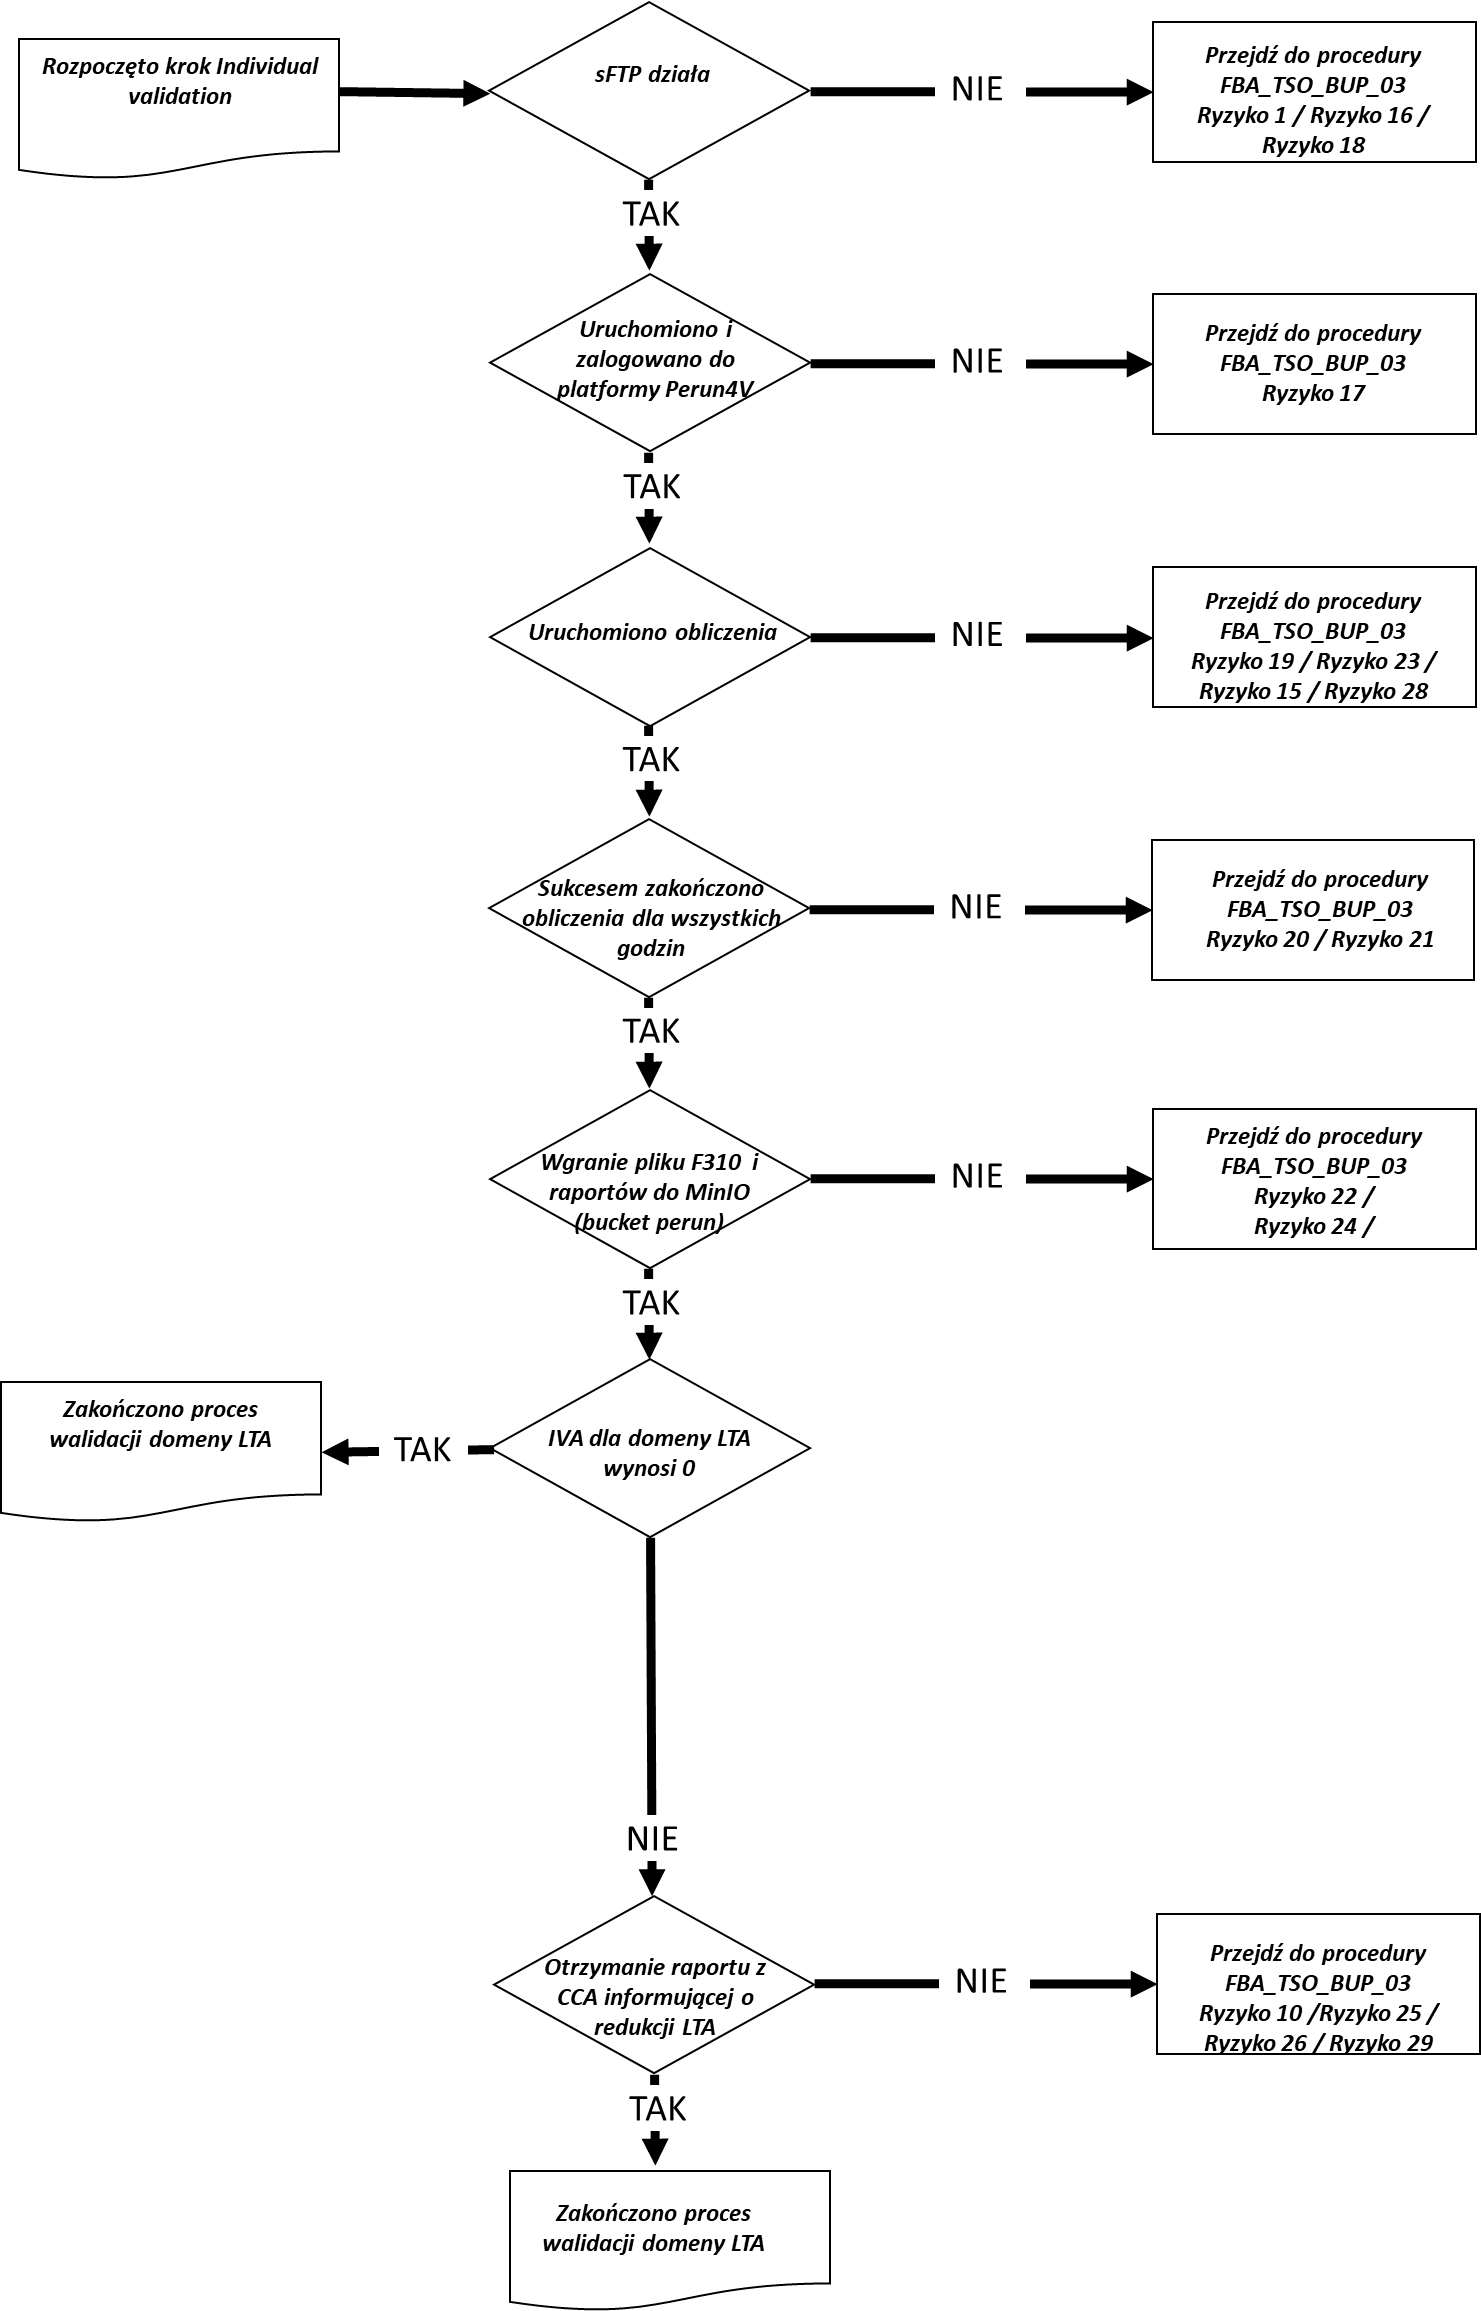 Rozpoczęto krok Individual
validation
sFTP działa
NIE
Przejdź do procedury
FBA_TSO_BUP_03
Ryzyko 1 / Ryzyko 16 /
Ryzyko 18
TAK
Uruchomiono i
zalogowano do
platformy Perun4V
NIE
Przejdź do procedury
FBA_TSO_BUP_03
Ryzyko 17
TAK
Uruchomiono obliczenia
NIE
Przejdź do procedury
FBA_TSO_BUP_03
Ryzyko 19 / Ryzyko 23 /
Ryzyko 15 / Ryzyko 28
TAK
Sukcesem zakończono
obliczenia dla wszystkich
godzin
NIE
Przejdź do procedury
FBA_TSO_BUP_03
Ryzyko 20 / Ryzyko 21
TAK
Wgranie pliku F310 i
raportów do MinIO
(bucket perun)
NIE
Przejdź do procedury
FBA_TSO_BUP_03
Ryzyko 22 /
Ryzyko 24 /
TAK
IVA dla domeny LTA
wynosi 0
TAK
Zakończono proces
walidacji domeny LTA
NIE
Otrzymanie raportu z
CCA informującej o
redukcji LTA
NIE
Przejdź do procedury
FBA_TSO_BUP_03
Ryzyko 10 /Ryzyko 25 /
Ryzyko 26 / Ryzyko 29
TAK
Zakończono proces
walidacji domeny LTA